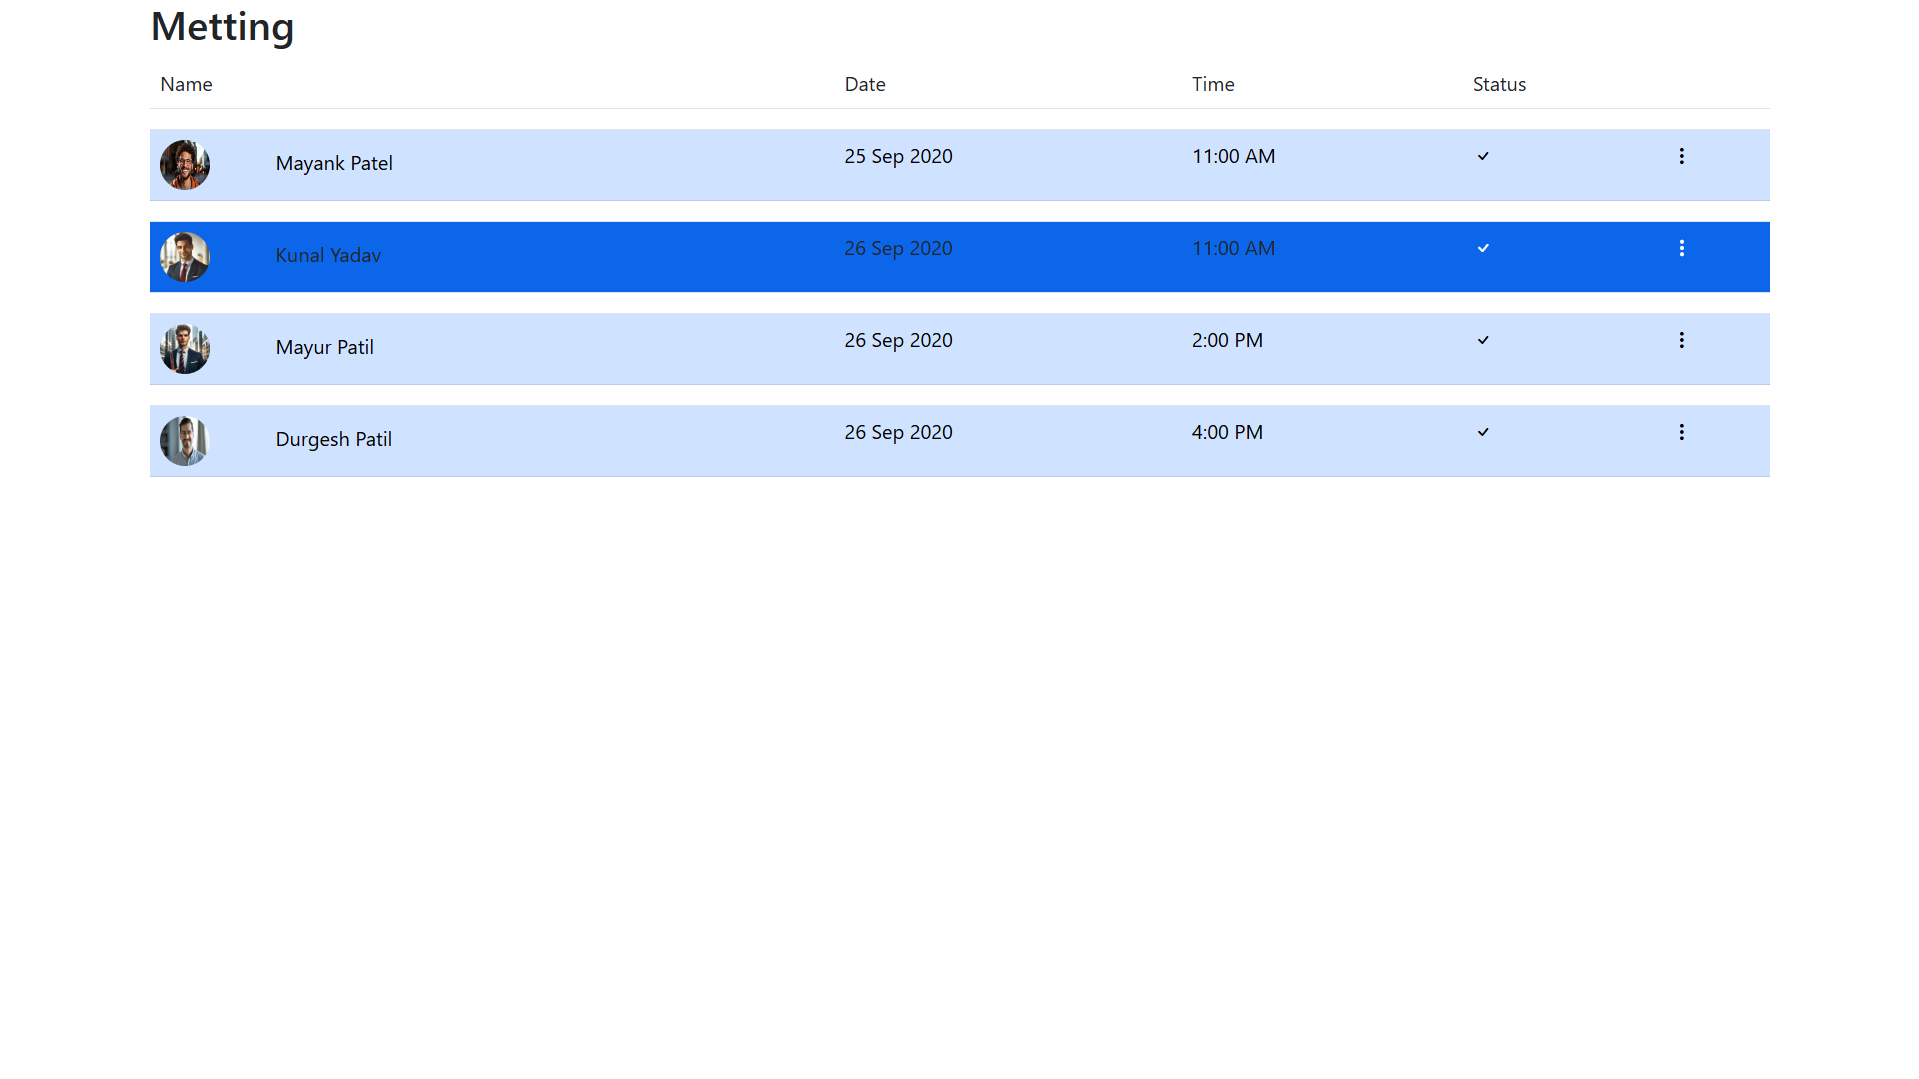 Metting
Name Date Time Status
Mayank Patel 25 Sep 2020 11:00 AM
Kunal Yadav 26 Sep 2020 11:00 AM
Mayur Patil 26 Sep 2020 2:00 PM
Durgesh Patil 26 Sep 2020 4:00 PM